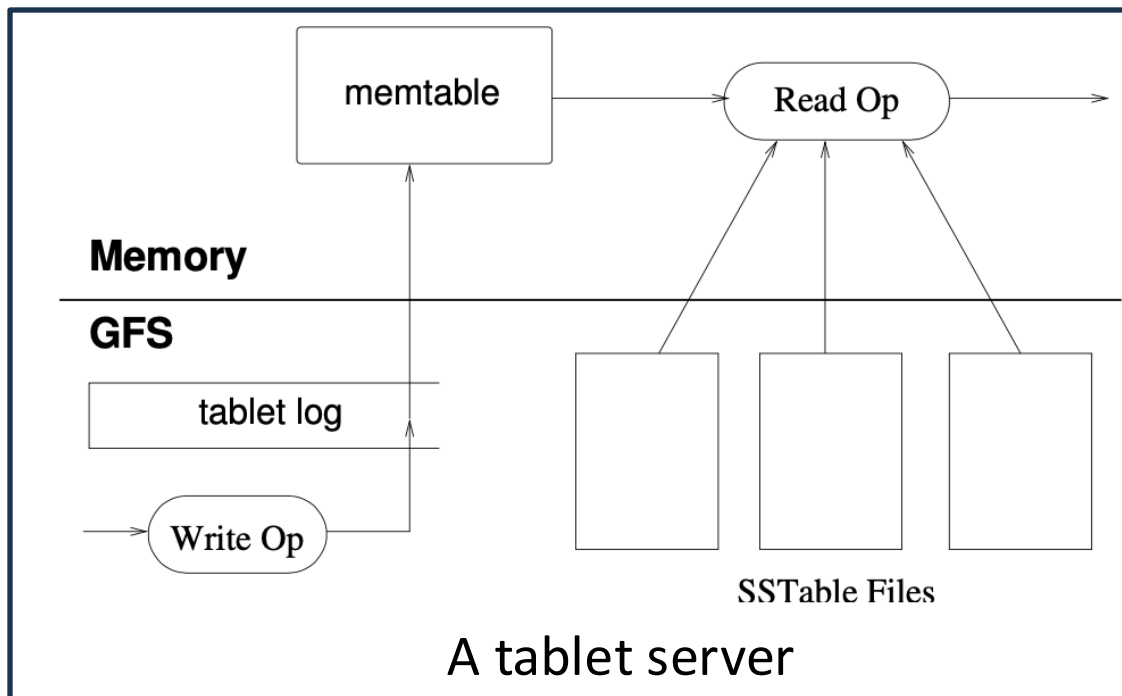 memtable
Read Op
Memory
GFS
tablet log
Write Op
SSTable Files
A tablet server